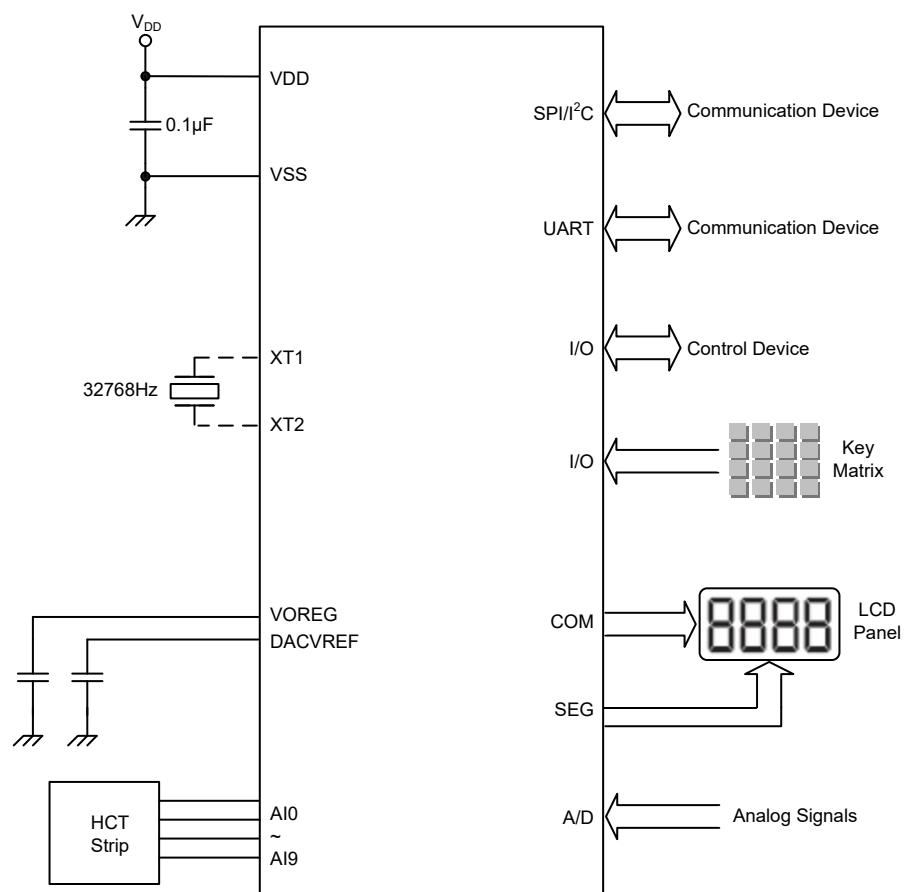 V_DD
VDD
0.1µF
VSS
XT1
32768Hz
XT2
VOREG
DACVREF
HCT
Strip
AI0
~
AI9
SPI/I²C
Communication Device
UART
Communication Device
I/O
Control Device
I/O
Key
Matrix
COM
8888
LCD
Panel
SEG
A/D
Analog Signals